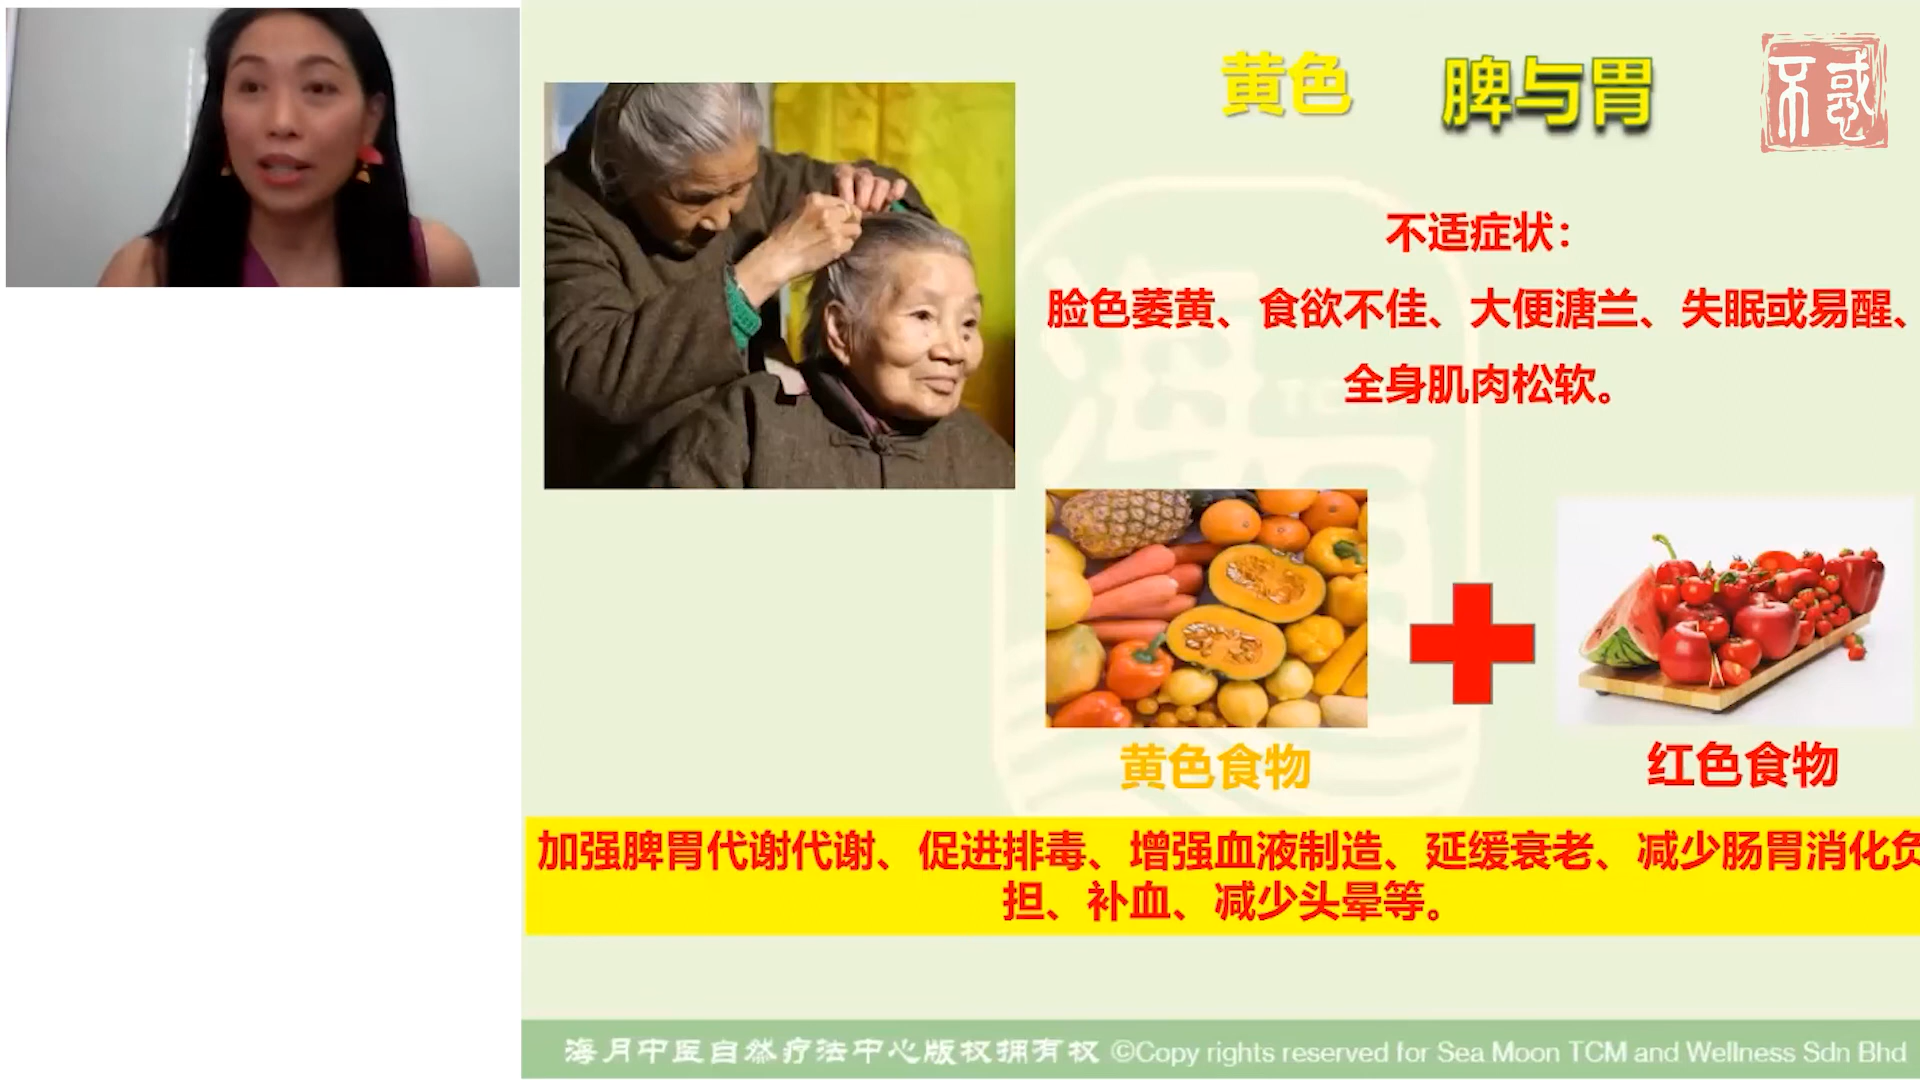 黄色 脾与胃
不惑
不适症状：
脸色萎黄、食欲不佳、大便溏兰、失眠或易醒、
全身肌肉松软。
黄色食物
红色食物
加强脾胃代谢代谢、促进排毒、增强血液制造、延缓衰老、减少肠胃消化负
担、补血、减少头晕等。
海月中医自然疗法中心版权拥有权 ©Copy rights reserved for Sea Moon TCM and Wellness Sdn Bhd